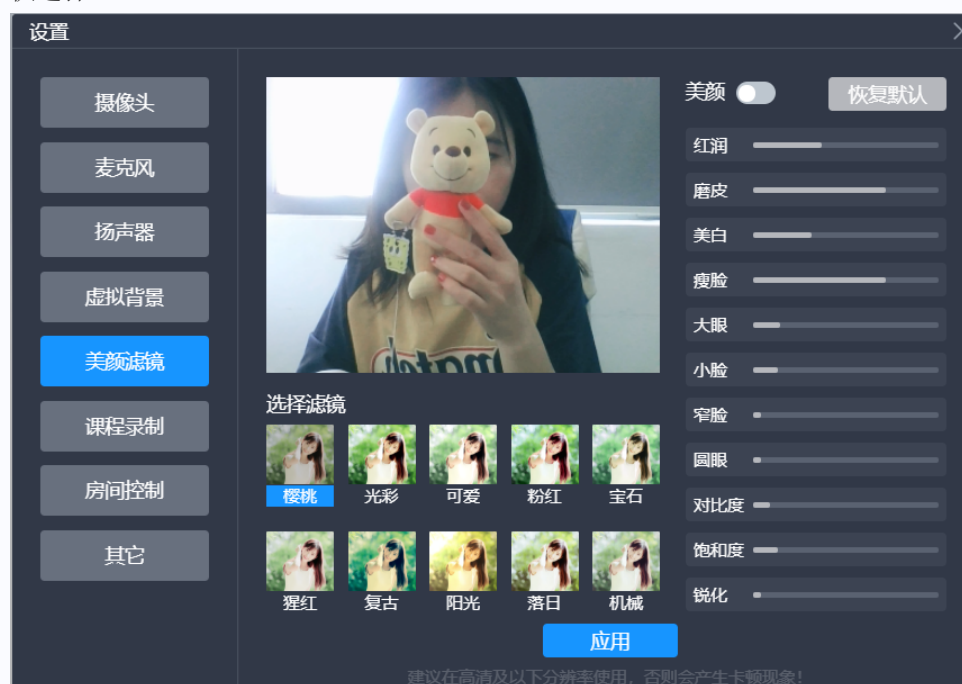 设置
摄像头
麦克风
扬声器
虚拟背景
美颜滤镜
课程录制
房间控制
其它
选择滤镜
樱桃 光彩 可爱 粉红 宝石
猩红 复古 阳光 落日 机械
应用
建议在高清及以下分辨率使用，否则会产生卡顿现象！
美颜 恢复默认
红润
磨皮
美白
瘦脸
大眼
小脸
窄脸
圆眼
对比度
饱和度
锐化